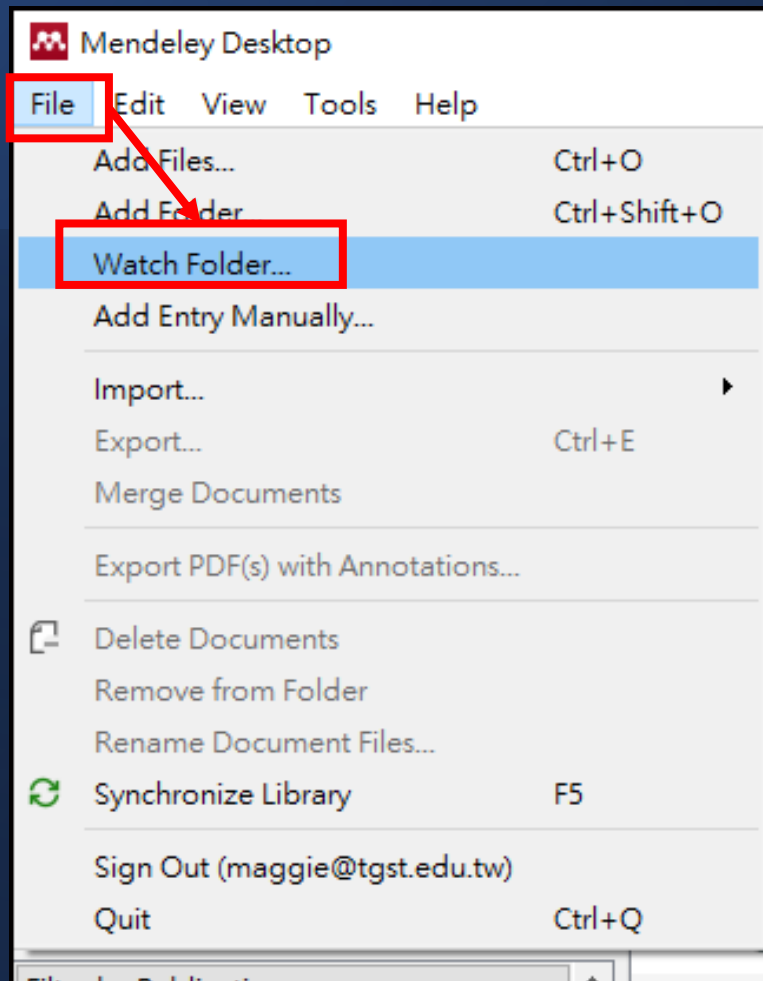 Mendeley Desktop
File Edit View Tools Help
Add Files... Ctrl+O
Add Folder... Ctrl+Shift+O
Watch Folder...
Add Entry Manually...
Import...
Export... Ctrl+E
Merge Documents
Export PDF(s) with Annotations...
Delete Documents
Remove from Folder
Rename Document Files...
Synchronize Library F5
Sign Out (maggie@tgst.edu.tw)
Quit Ctrl+Q